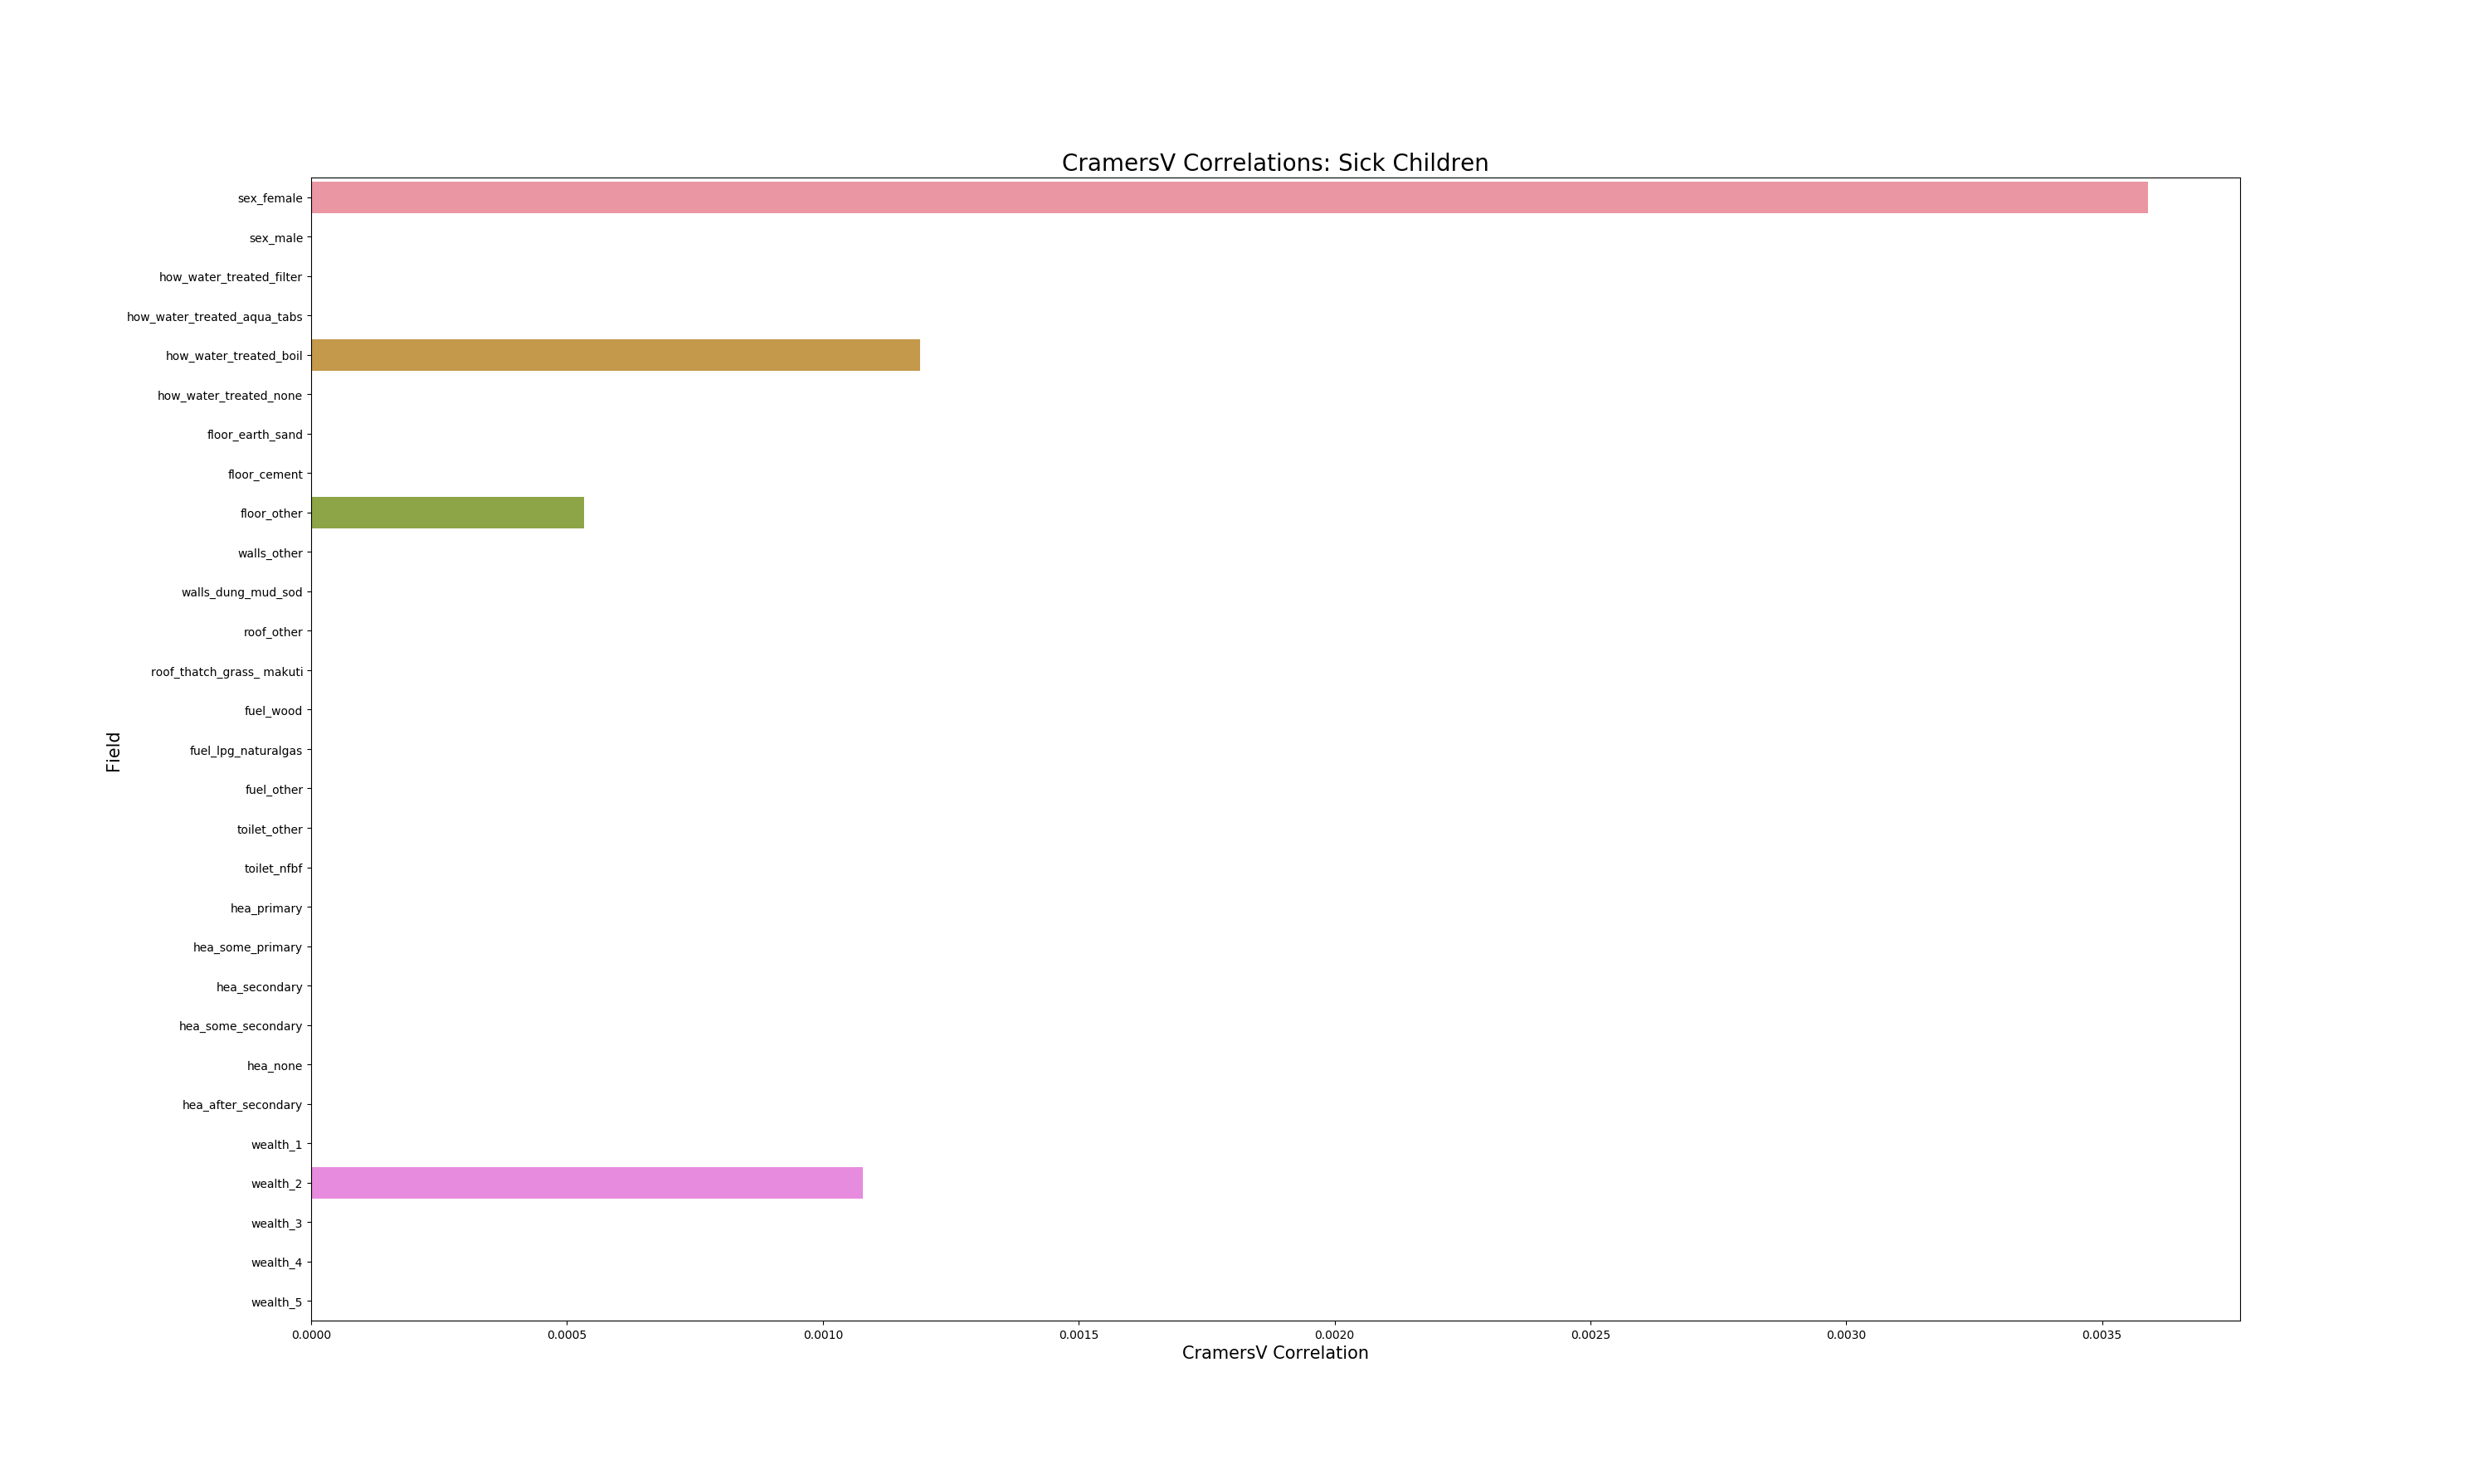 CramersV Correlations: Sick Children
sex_female
sex_male
how_water_treated_filter
how_water_treated_aqua_tabs
how_water_treated_boil
how_water_treated_none
floor_earth_sand
floor_cement
floor_other
walls_other
walls_dung_mud_sod
roof_other
roof_thatch_grass_ makuti
fuel_wood
fuel_lpg_naturalgas
fuel_other
toilet_other
toilet_nfbf
hea_primary
hea_some_primary
hea_secondary
hea_some_secondary
hea_none
hea_after_secondary
wealth_1
wealth_2
wealth_3
wealth_4
wealth_5
Field
0.0000 0.0005 0.0010 0.0015 0.0020 0.0025 0.0030 0.0035
CramersV Correlation